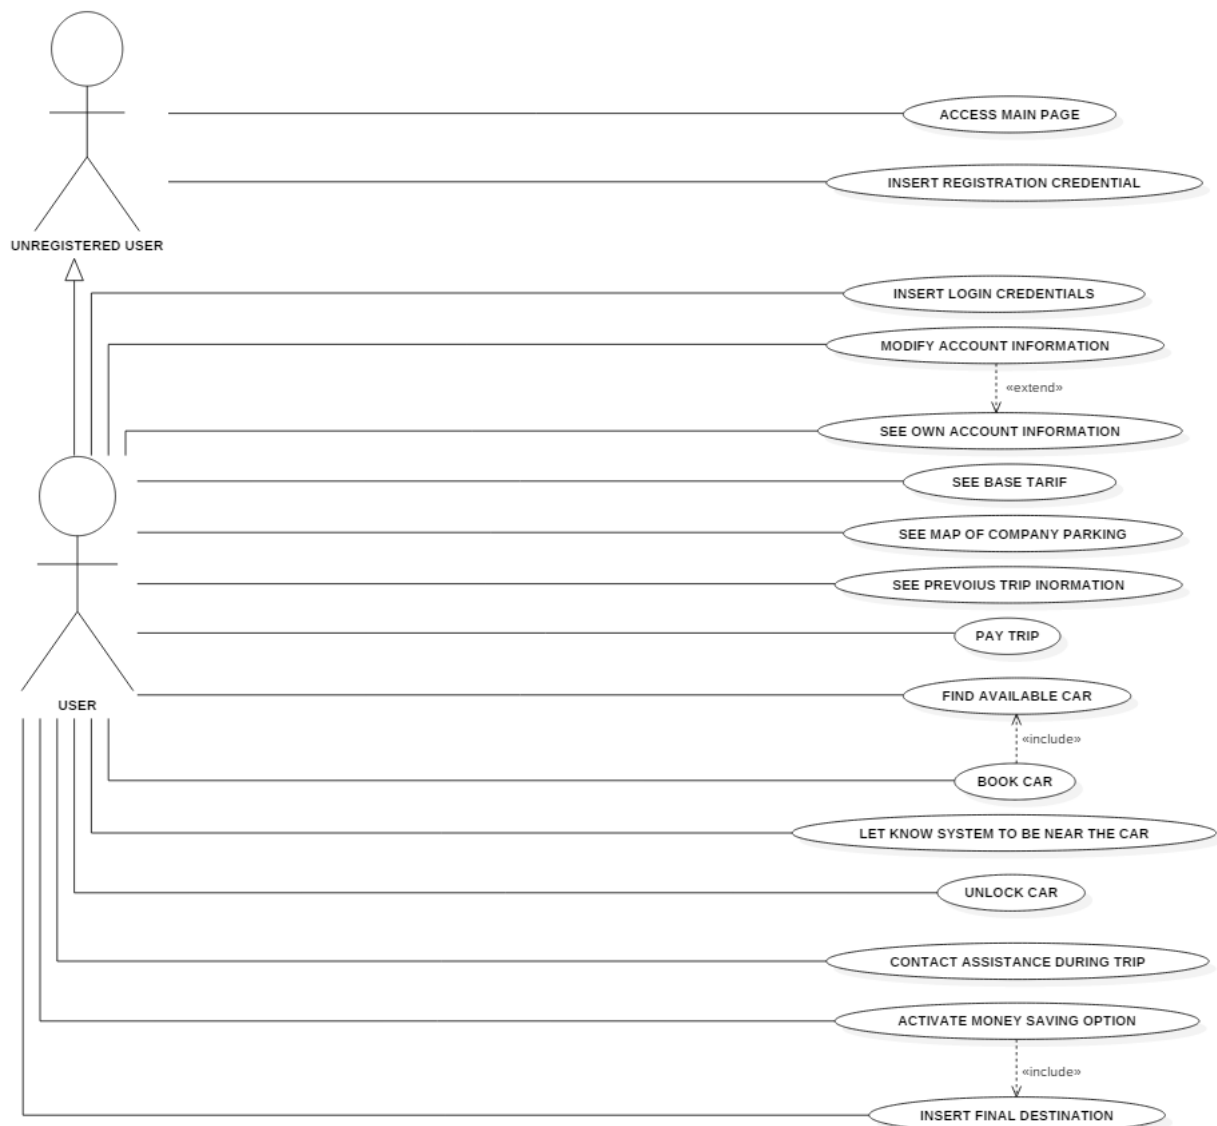 ACCESS MAIN PAGE
INSERT REGISTRATION CREDENTIAL
UNREGISTERED USER
INSERT LOGIN CREDENTIALS
MODIFY ACCOUNT INFORMATION
«extend»
SEE OWN ACCOUNT INFORMATION
SEE BASE TARIF
SEE MAP OF COMPANY PARKING
SEE PREVOIUS TRIP INORMATION
PAY TRIP
FIND AVAILABLE CAR
USER
«include»
BOOK CAR
LET KNOW SYSTEM TO BE NEAR THE CAR
UNLOCK CAR
CONTACT ASSISTANCE DURING TRIP
ACTIVATE MONEY SAVING OPTION
«include»
INSERT FINAL DESTINATION